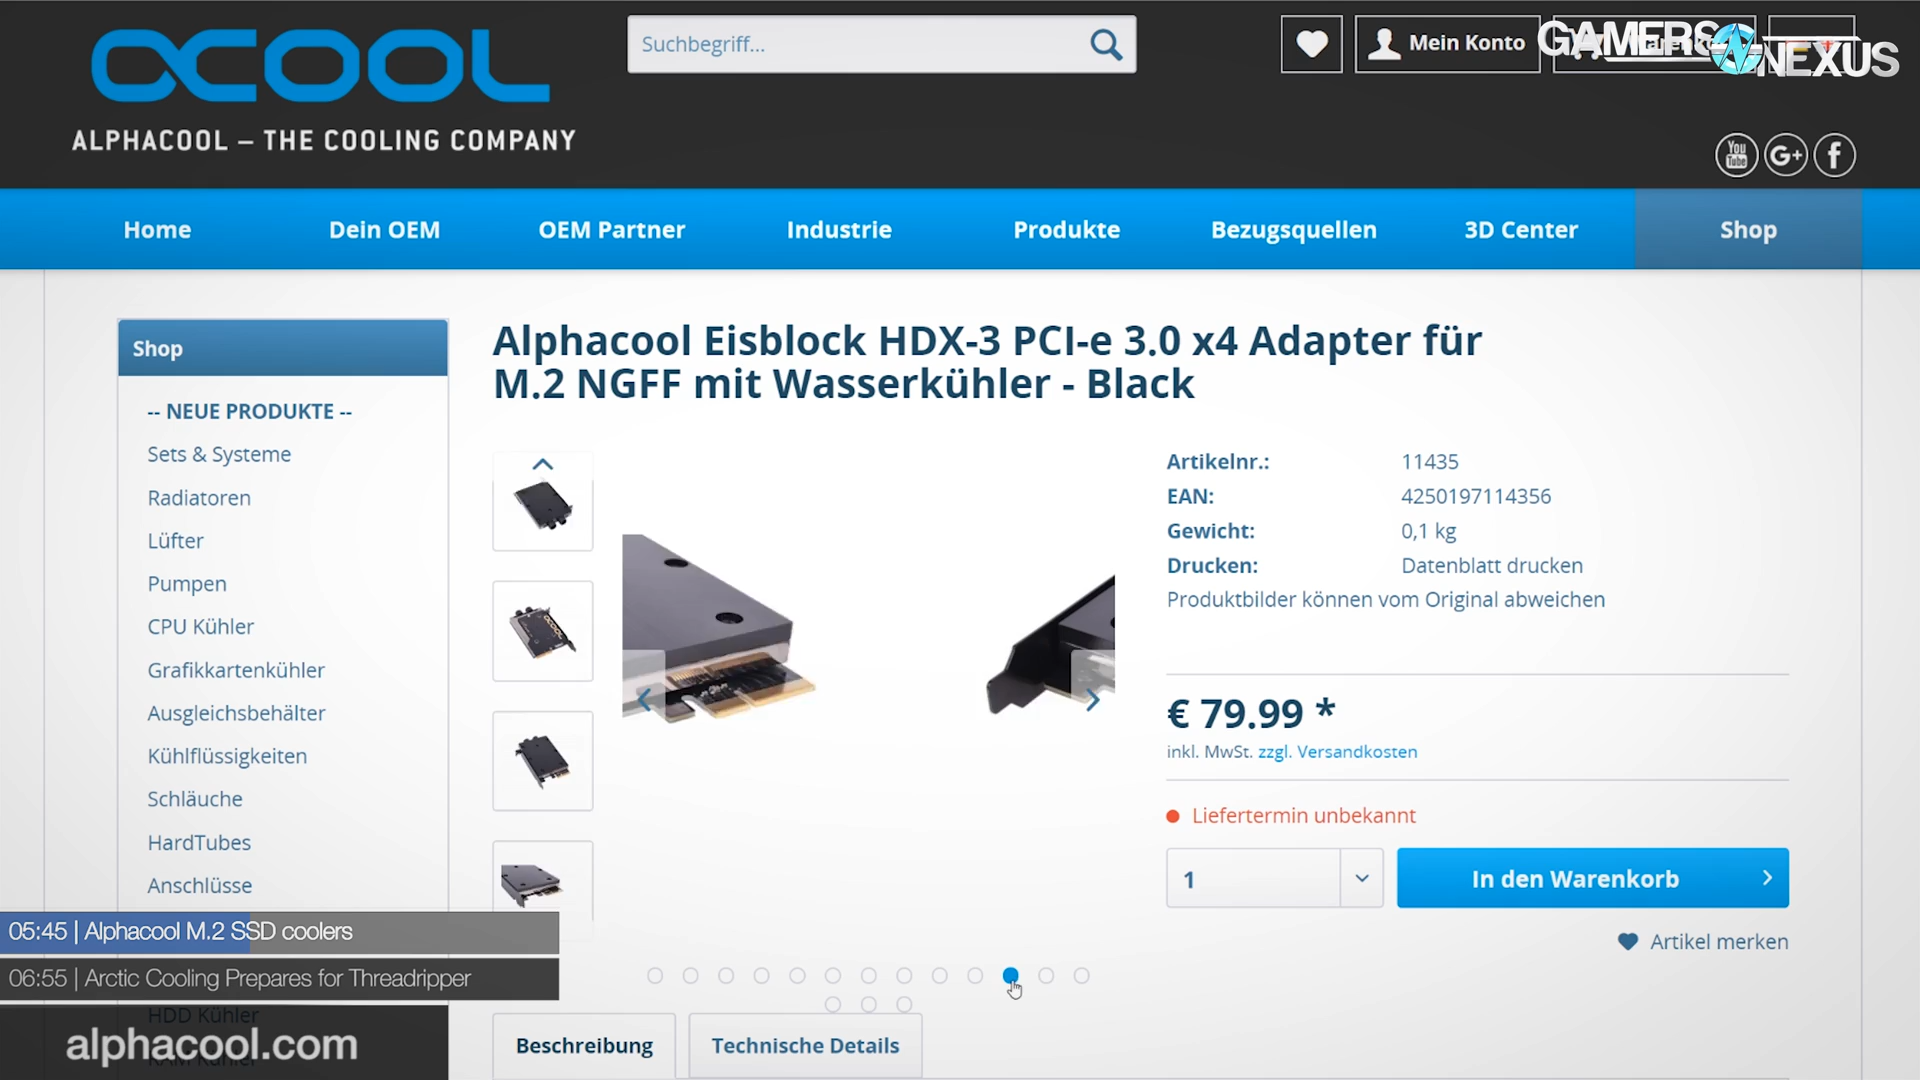 OCOOL
ALPHACOOL – THE COOLING COMPANY
Suchbegriff...
Mein Konto
GAMERS NEXUS
You Tube
G+
f
Home
Dein OEM
OEM Partner
Industrie
Produkte
Bezugsquellen
3D Center
Shop
Shop
-- NEUE PRODUKTE --
Sets & Systeme
Radiatoren
Lüfter
Pumpen
CPU Kühler
Grafikkartenkühler
Ausgleichsbehälter
Kühlflüssigkeiten
Schläuche
HardTubes
Anschlüsse
HDD Kühler
Alphacool Eisblock HDX-3 PCI-e 3.0 x4 Adapter für
M.2 NGFF mit Wasserkühler - Black
Artikelnr.: 11435
EAN: 4250197114356
Gewicht: 0,1 kg
Drucken: Datenblatt drucken
Produktbilder können vom Original abweichen
€ 79.99 *
inkl. MwSt. zzgl. Versandkosten
Liefertermin unbekannt
1
In den Warenkorb
Artikel merken
Beschreibung
Technische Details
05:45 | Alphacool M.2 SSD coolers
06:55 | Arctic Cooling Prepares for Threadripper
alphacool.com